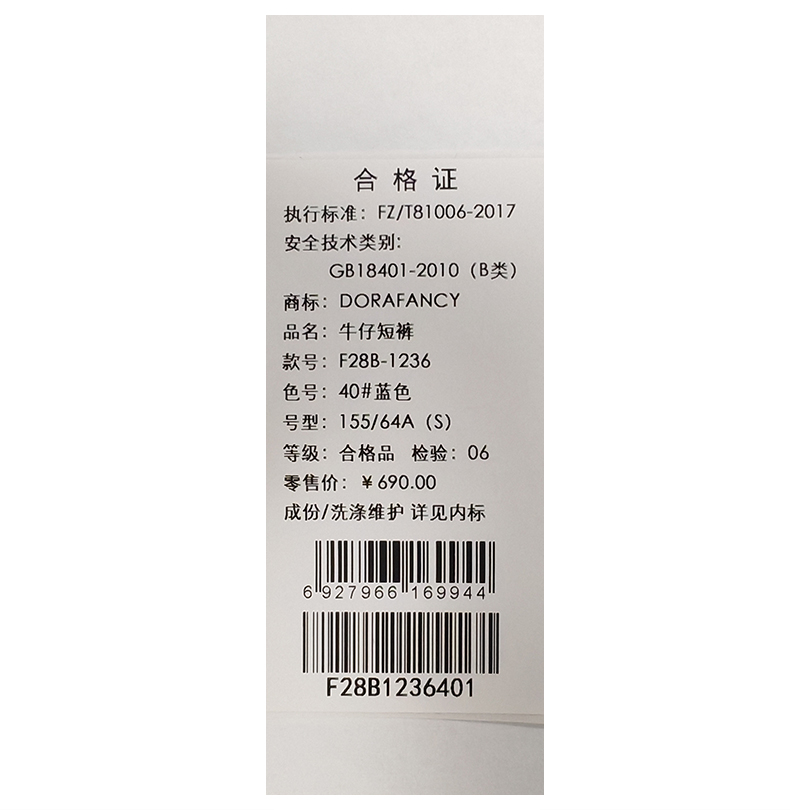 合格证
执行标准：FZ/T81006-2017
安全技术类别：
GB18401-2010（B类）
商标：DORAFANCY
品名：牛仔短裤
款号：F28B-1236
色号：40#蓝色
号型：155/64A（S）
等级：合格品 检验：06
零售价：￥690.00
成份/洗涤维护 详见内标
6 927966 169944
F28B1236401